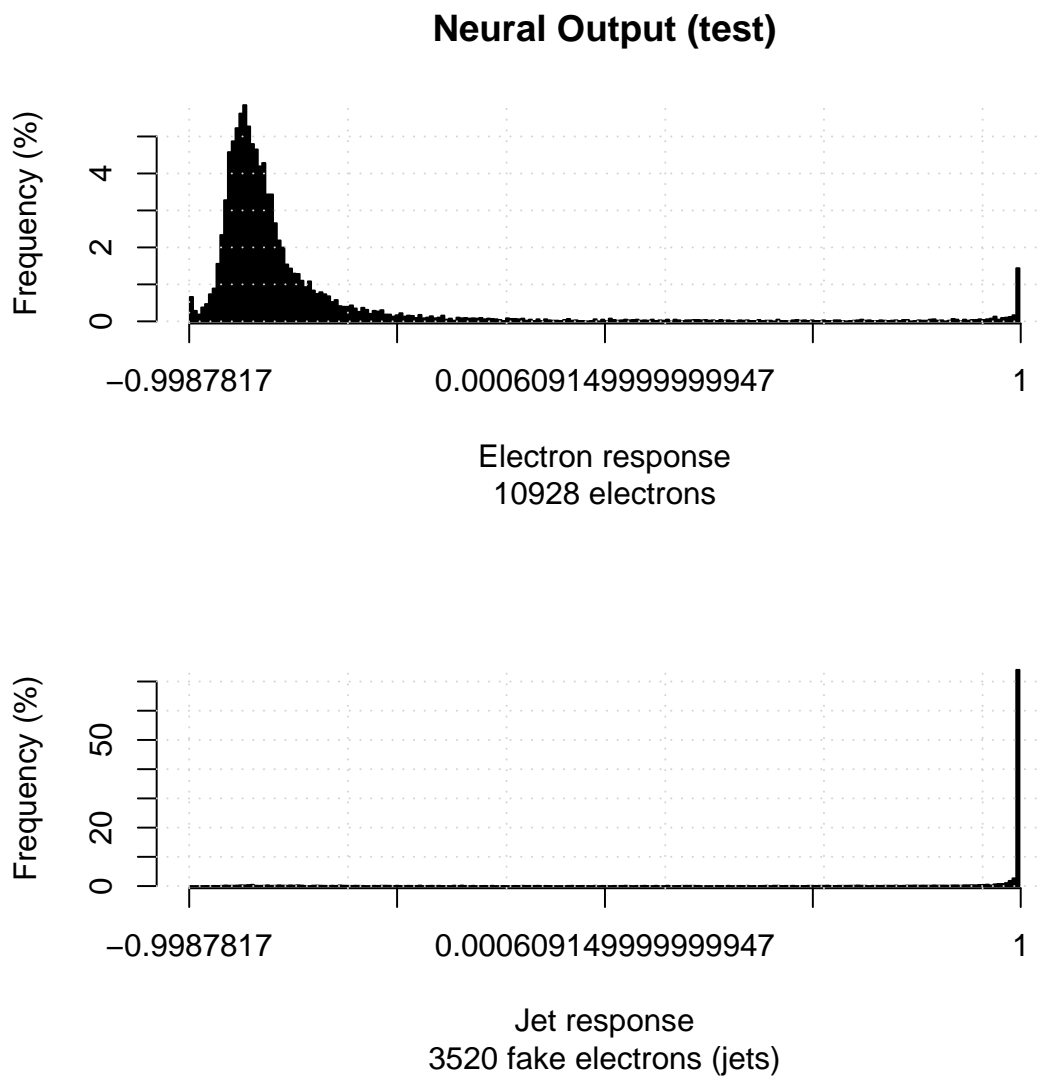 Neural Output (test)
Frequency (%)
4
2
0
−0.9987817 0.000609149999999947 1
Electron response
10928 electrons
Frequency (%)
50
20
0
−0.9987817 0.000609149999999947 1
Jet response
3520 fake electrons (jets)